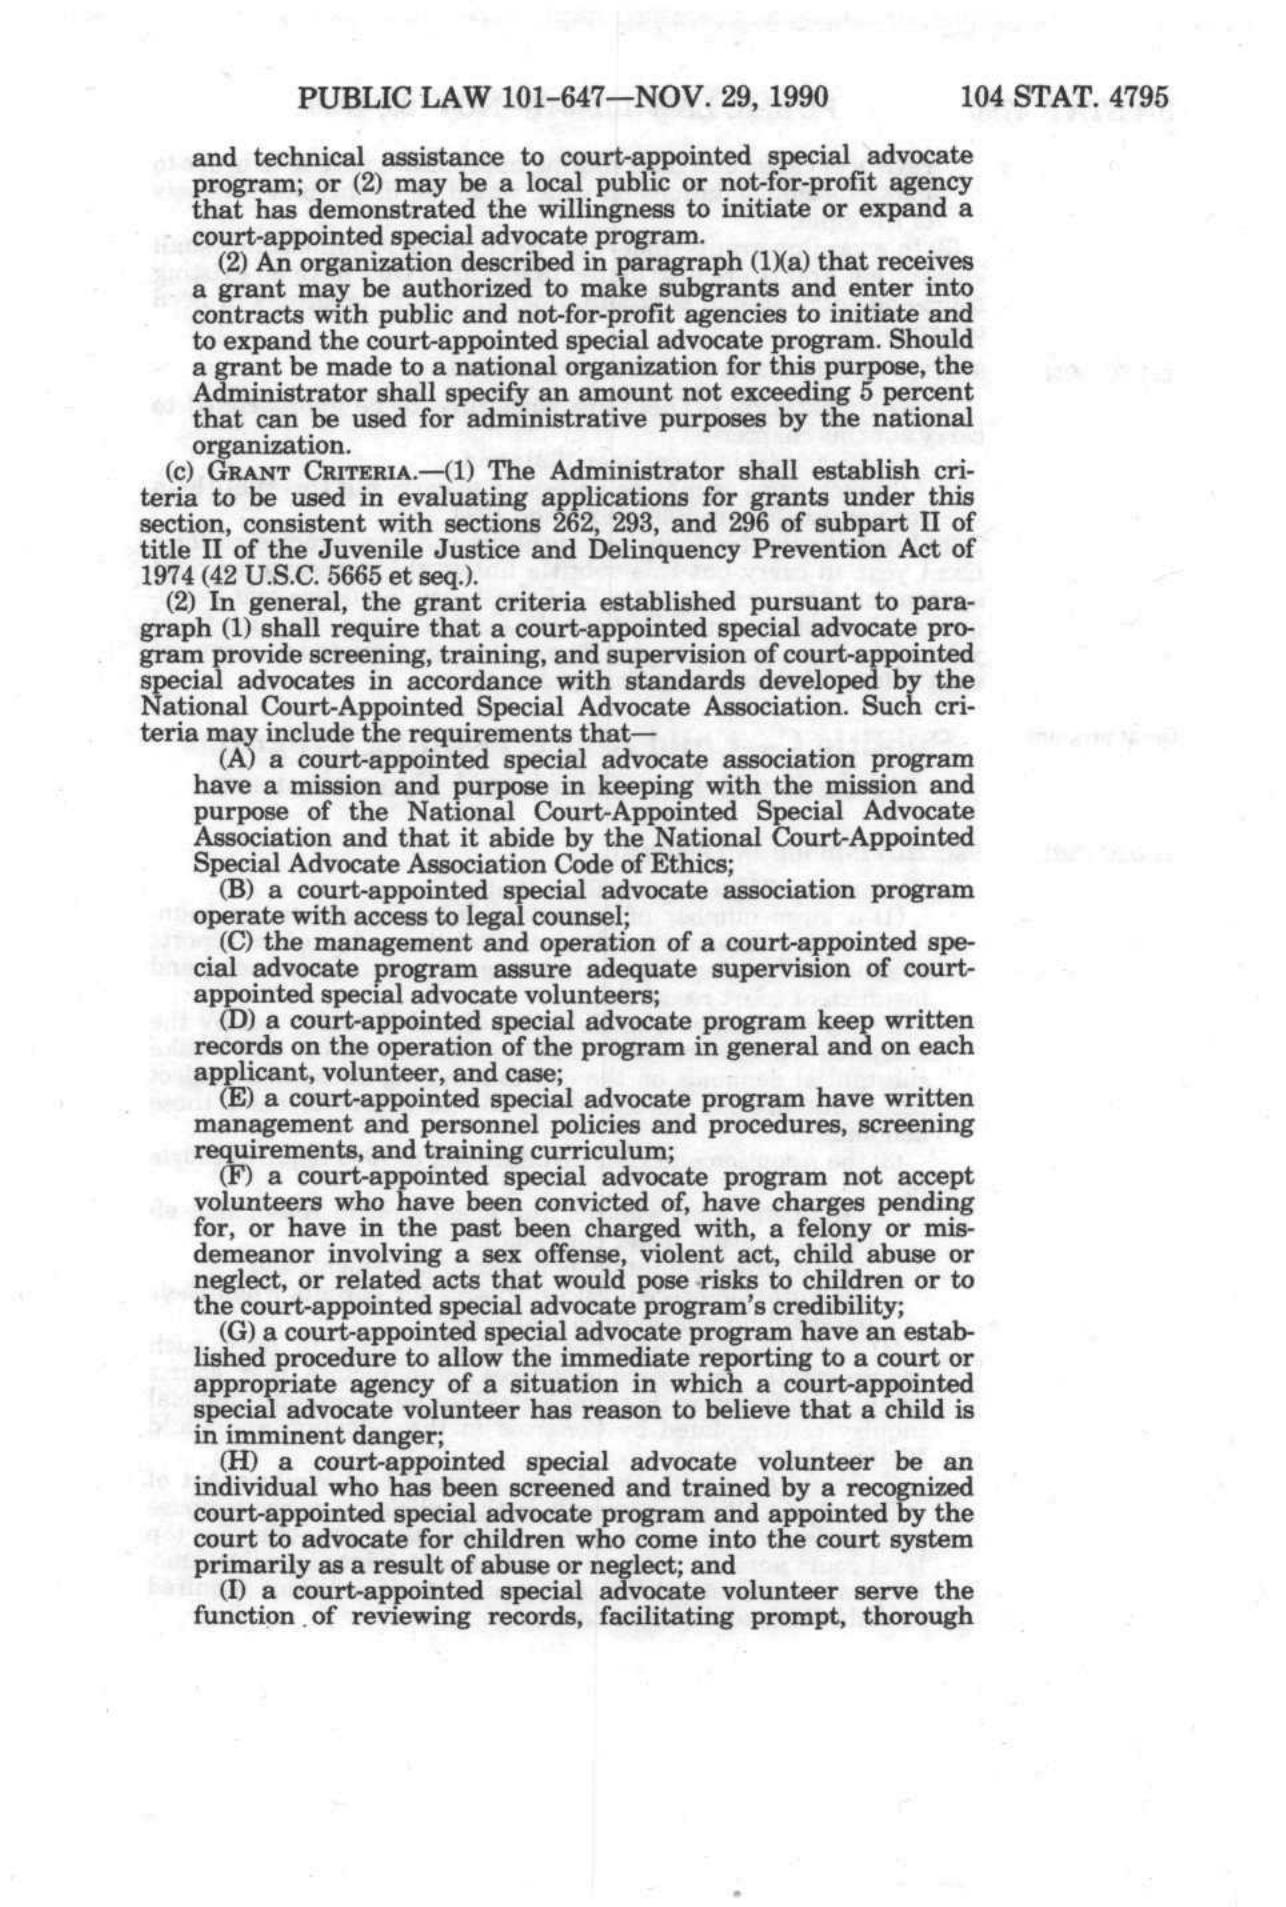 PUBLIC LAW 101-647—NOV. 29, 1990 104 STAT. 4795
and technical assistance to court-appointed special advocate
program; or (2) may be a local public or not-for-profit agency
that has demonstrated the willingness to initiate or expand a
court-appointed special advocate program.
(2) An organization described in paragraph (1)(a) that receives
a grant may be authorized to make subgrants and enter into
contracts with public and not-for-profit agencies to initiate and
to expand the court-appointed special advocate program. Should
a grant be made to a national organization for this purpose, the
Administrator shall specify an amount not exceeding 5 percent
that can be used for administrative purposes by the national
organization.
(c) GRANT CRITERIA.—(1) The Administrator shall establish cri-
teria to be used in evaluating applications for grants under this
section, consistent with sections 262, 293, and 296 of subpart II of
title II of the Juvenile Justice and Delinquency Prevention Act of
1974 (42 U.S.C. 5665 et seq.).
(2) In general, the grant criteria established pursuant to para-
graph (1) shall require that a court-appointed special advocate pro-
gram provide screening, training, and supervision of court-appointed
special advocates in accordance with standards developed by the
National Court-Appointed Special Advocate Association. Such cri-
teria may include the requirements that—
(A) a court-appointed special advocate association program
have a mission and purpose in keeping with the mission and
purpose of the National Court-Appointed Special Advocate
Association and that it abide by the National Court-Appointed
Special Advocate Association Code of Ethics;
(B) a court-appointed special advocate association program
operate with access to legal counsel;
(C) the management and operation of a court-appointed spe-
cial advocate program assure adequate supervision of court-
appointed special advocate volunteers;
(D) a court-appointed special advocate program keep written
records on the operation of the program in general and on each
applicant, volunteer, and case;
(E) a court-appointed special advocate program have written
management and personnel policies and procedures, screening
requirements, and training curriculum;
(F) a court-appointed special advocate program not accept
volunteers who have been convicted of, have charges pending
for, or have in the past been charged with, a felony or mis-
demeanor involving a sex offense, violent act, child abuse or
neglect, or related acts that would pose risks to children or to
the court-appointed special advocate program's credibility;
(G) a court-appointed special advocate program have an estab-
lished procedure to allow the immediate reporting to a court or
appropriate agency of a situation in which a court-appointed
special advocate volunteer has reason to believe that a child is
in imminent danger;
(H) a court-appointed special advocate volunteer be an
individual who has been screened and trained by a recognized
court-appointed special advocate program and appointed by the
court to advocate for children who come into the court system
primarily as a result of abuse or neglect; and
(I) a court-appointed special advocate volunteer serve the
function of reviewing records, facilitating prompt, thorough